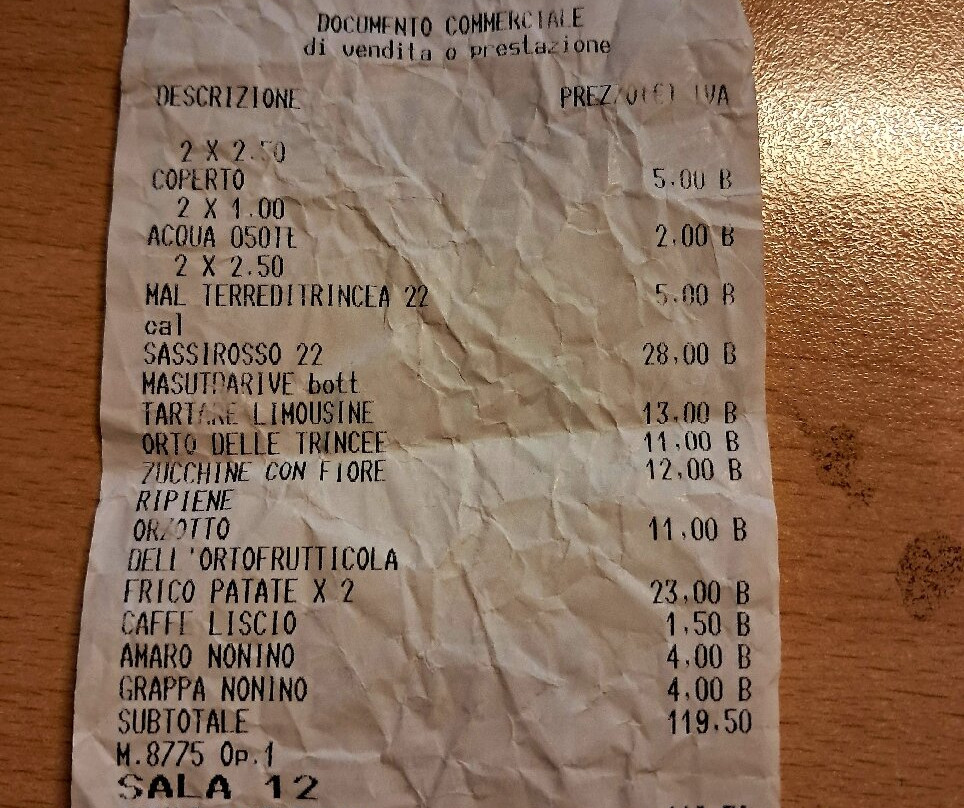 DOCUMENTO COMMERCIALE
di vendita o prestazione
DESCRIZIONE PREZZO(€) IVA
2 X 2.50
COPERTO 5,00 B
2 X 1.00
ACQUA 050Tt 2,00 B
2 X 2.50
MAL TERREDITRINCEA 22 5,00 B
cal
SASSIROSSO 22 28,00 B
MASUTDARIVE bott
TARTARE LIMOUSINE 13,00 B
ORTO DELLE TRINCEE 11,00 B
ZUCCHINE CON FIORE 12,00 B
RIPIENE
ORZOTTO 11,00 B
DELL'ORTOFRUTTICOLA
FRICO PATATE X 2 23,00 B
CAFFE LISCIO 1,50 B
AMARO NONINO 4,00 B
GRAPPA NONINO 4,00 B
SUBTOTALE 119,50
M.8775 Op.1
SALA 12